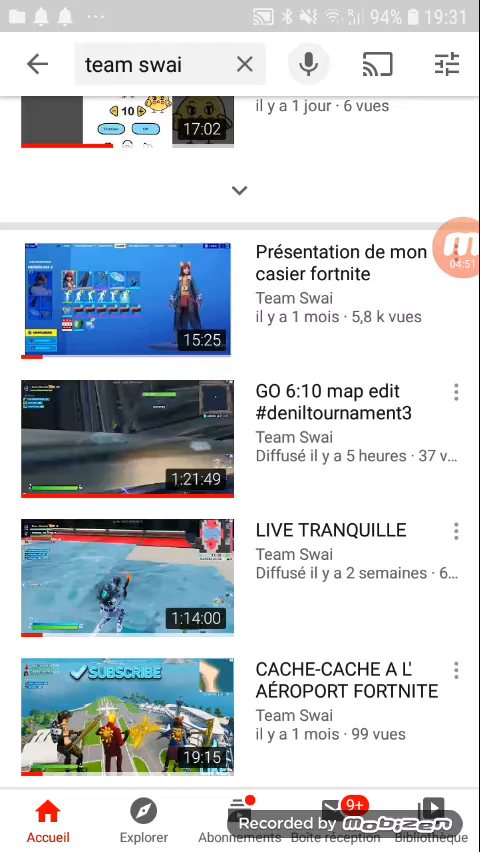 94% 19:31
team swai
10
17:02
il y a 1 jour · 6 vues
Présentation de mon
casier fortnite
Team Swai
il y a 1 mois · 5,8 k vues
15:25
04:51
GO 6:10 map edit
#deniltournament3
Team Swai
Diffusé il y a 5 heures · 37 v...
1:21:49
LIVE TRANQUILLE
Team Swai
Diffusé il y a 2 semaines · 6...
1:14:00
SUBSCRIBE
CACHE-CACHE A L'
AÉROPORT FORTNITE
Team Swai
il y a 1 mois · 99 vues
19:15
9+
Accueil Explorer Abonnements Boîte réception Bibliothèque
Recorded by Mobizen